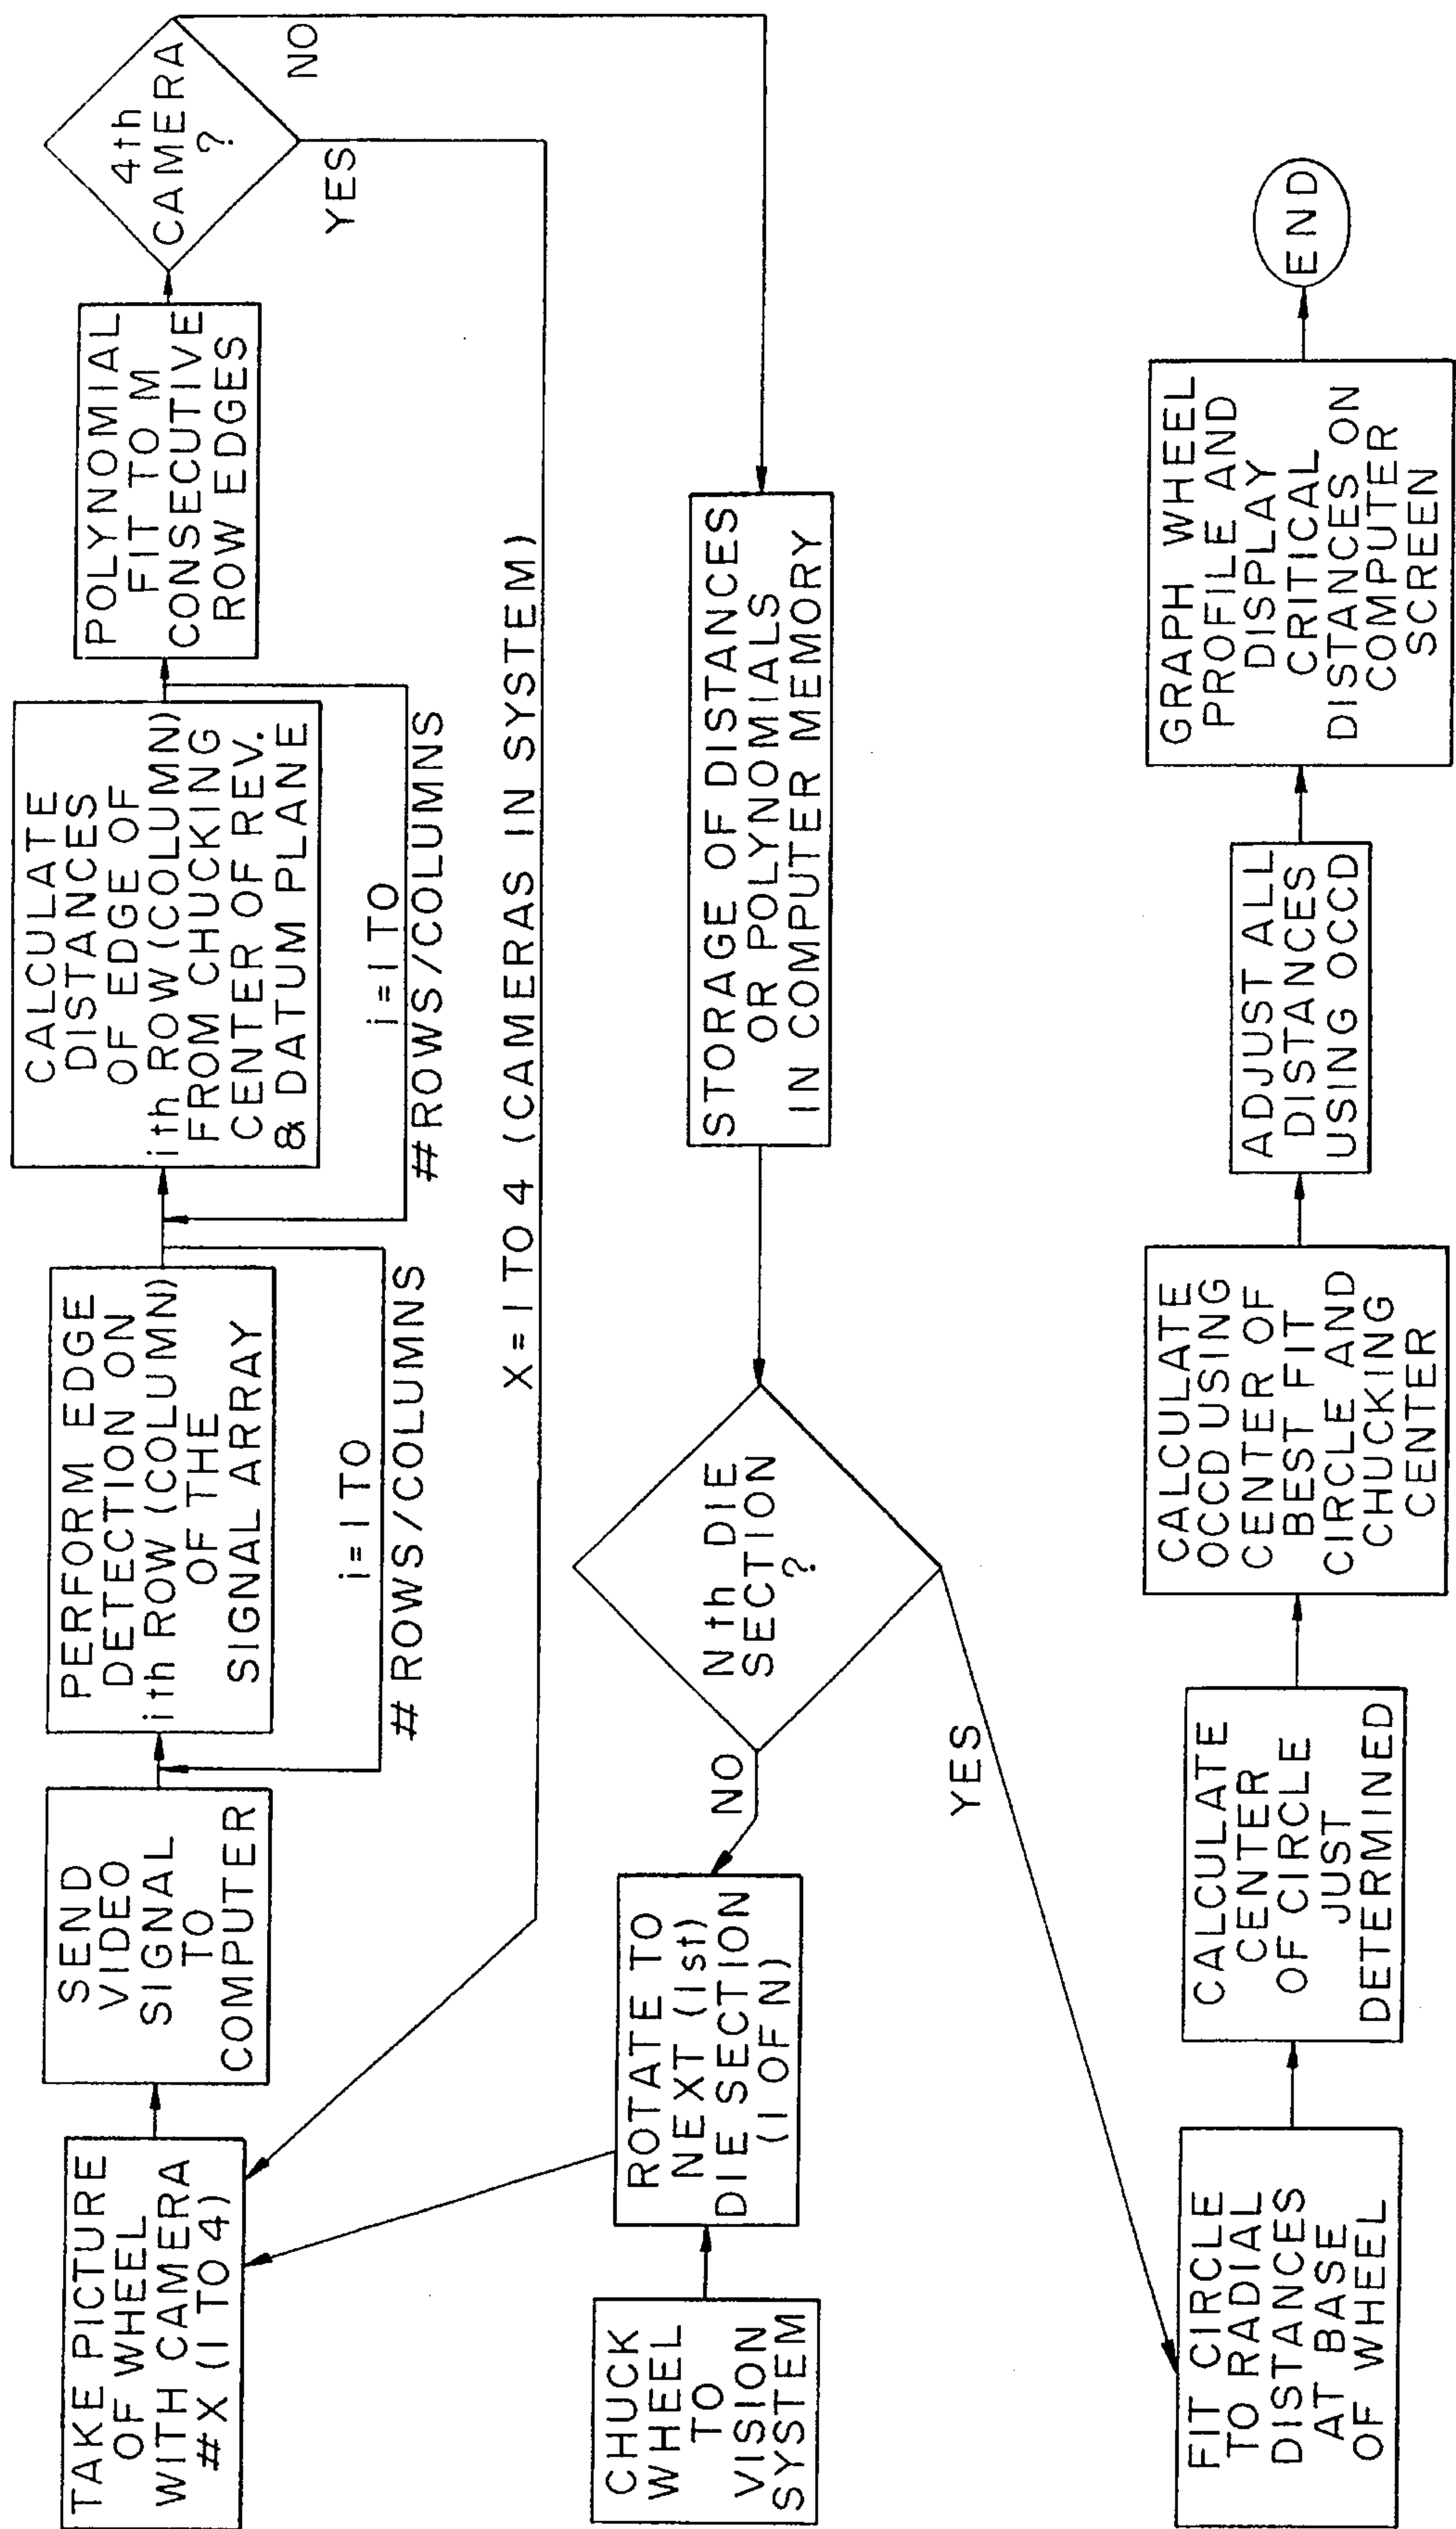 TAKE PICTURE
OF WHEEL
WITH CAMERA
#X (1 TO 4)
SEND
VIDEO
SIGNAL
TO
COMPUTER
PERFORM EDGE
DETECTION ON
ith ROW (COLUMN)
OF THE
SIGNAL ARRAY
i=1 TO
#ROWS/COLUMNS
CALCULATE
DISTANCES
OF EDGE OF
ith ROW (COLUMN)
FROM CHUCKING
CENTER OF REV.
& DATUM PLANE
i=1 TO
#ROWS/COLUMNS
POLYNOMIAL
FIT TO M
CONSECUTIVE
ROW EDGES
4th
CAMERA
?
NO
YES
X = 1 TO 4 (CAMERAS IN SYSTEM)
CHUCK
WHEEL
TO
VISION
SYSTEM
ROTATE TO
NEXT (1st)
DIE SECTION
(1 OF N)
NO
Nth DIE
SECTION
?
YES
STORAGE OF DISTANCES
OR POLYNOMIALS
IN COMPUTER MEMORY
FIT CIRCLE
TO RADIAL
DISTANCES
AT BASE
OF WHEEL
CALCULATE
CENTER
OF CIRCLE
JUST
DETERMINED
CALCULATE
OCCD USING
CENTER OF
BEST FIT
CIRCLE AND
CHUCKING
CENTER
ADJUST ALL
DISTANCES
USING OCCD
GRAPH WHEEL
PROFILE AND
DISPLAY
CRITICAL
DISTANCES ON
COMPUTER
SCREEN
END